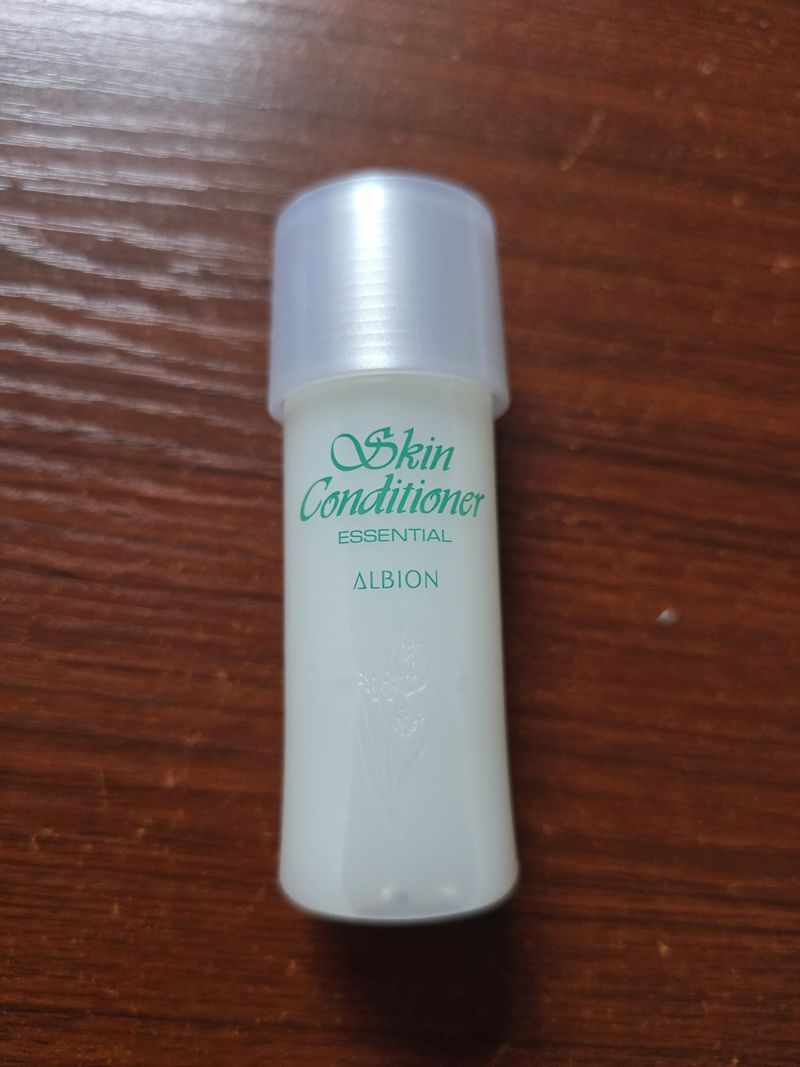 Skin
Conditioner
ESSENTIAL
ALBION